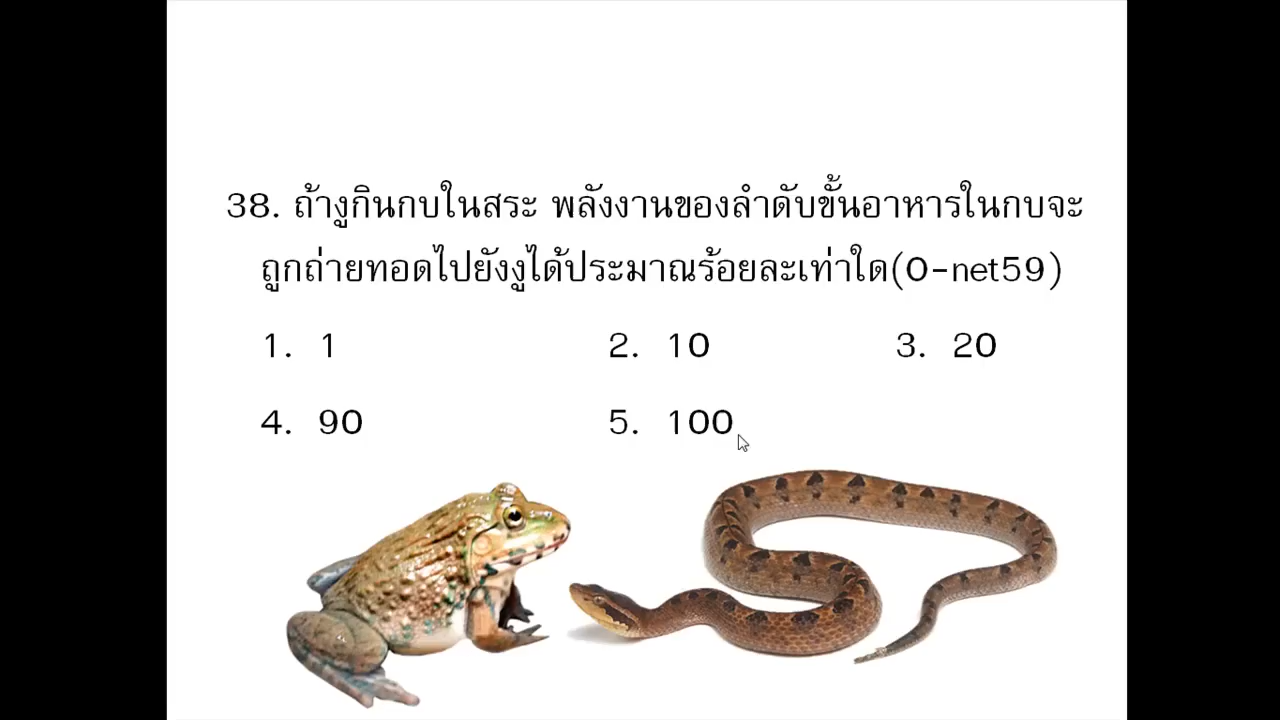 38. ถ้างูกินกบในสระ พลังงานของลำดับขั้นอาหารในกบจะ
ถูกถ่ายทอดไปยังงูได้ประมาณร้อยละเท่าใด(O-net59)
1. 1 2. 10 3. 20
4. 90 5. 100